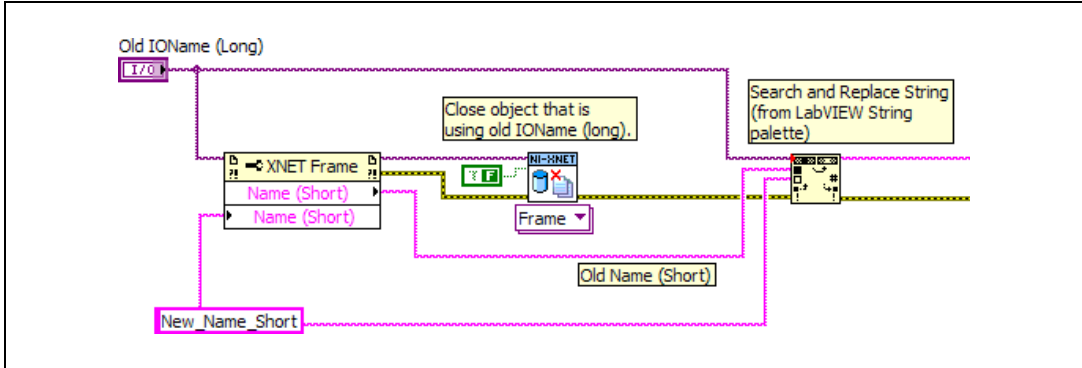 Old IOName (Long)
I/O
Close object that is
using old IOName (long).
Search and Replace String
(from LabVIEW String
palette)
XNET Frame
Name (Short)
Name (Short)
?!
?!
F
NI-XNET
Frame
#
Old Name (Short)
New_Name_Short